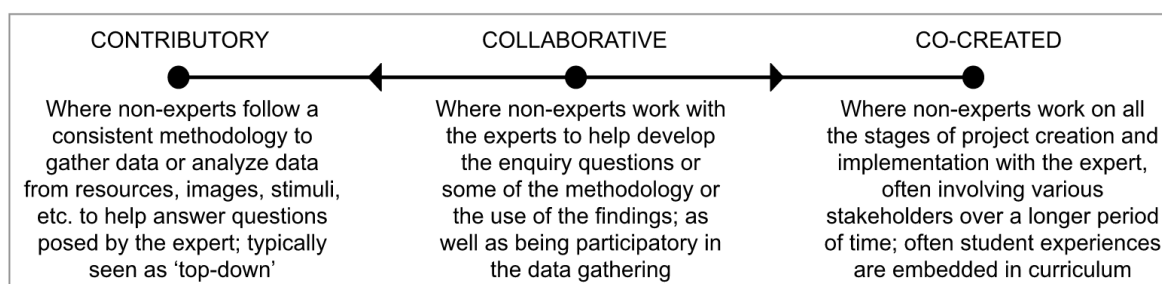 CONTRIBUTORY
Where non-experts follow a
consistent methodology to
gather data or analyze data
from resources, images, stimuli,
etc. to help answer questions
posed by the expert; typically
seen as ‘top-down’
COLLABORATIVE
Where non-experts work with
the experts to help develop
the enquiry questions or
some of the methodology or
the use of the findings; as
well as being participatory in
the data gathering
CO-CREATED
Where non-experts work on all
the stages of project creation and
implementation with the expert,
often involving various
stakeholders over a longer period
of time; often student experiences
are embedded in curriculum